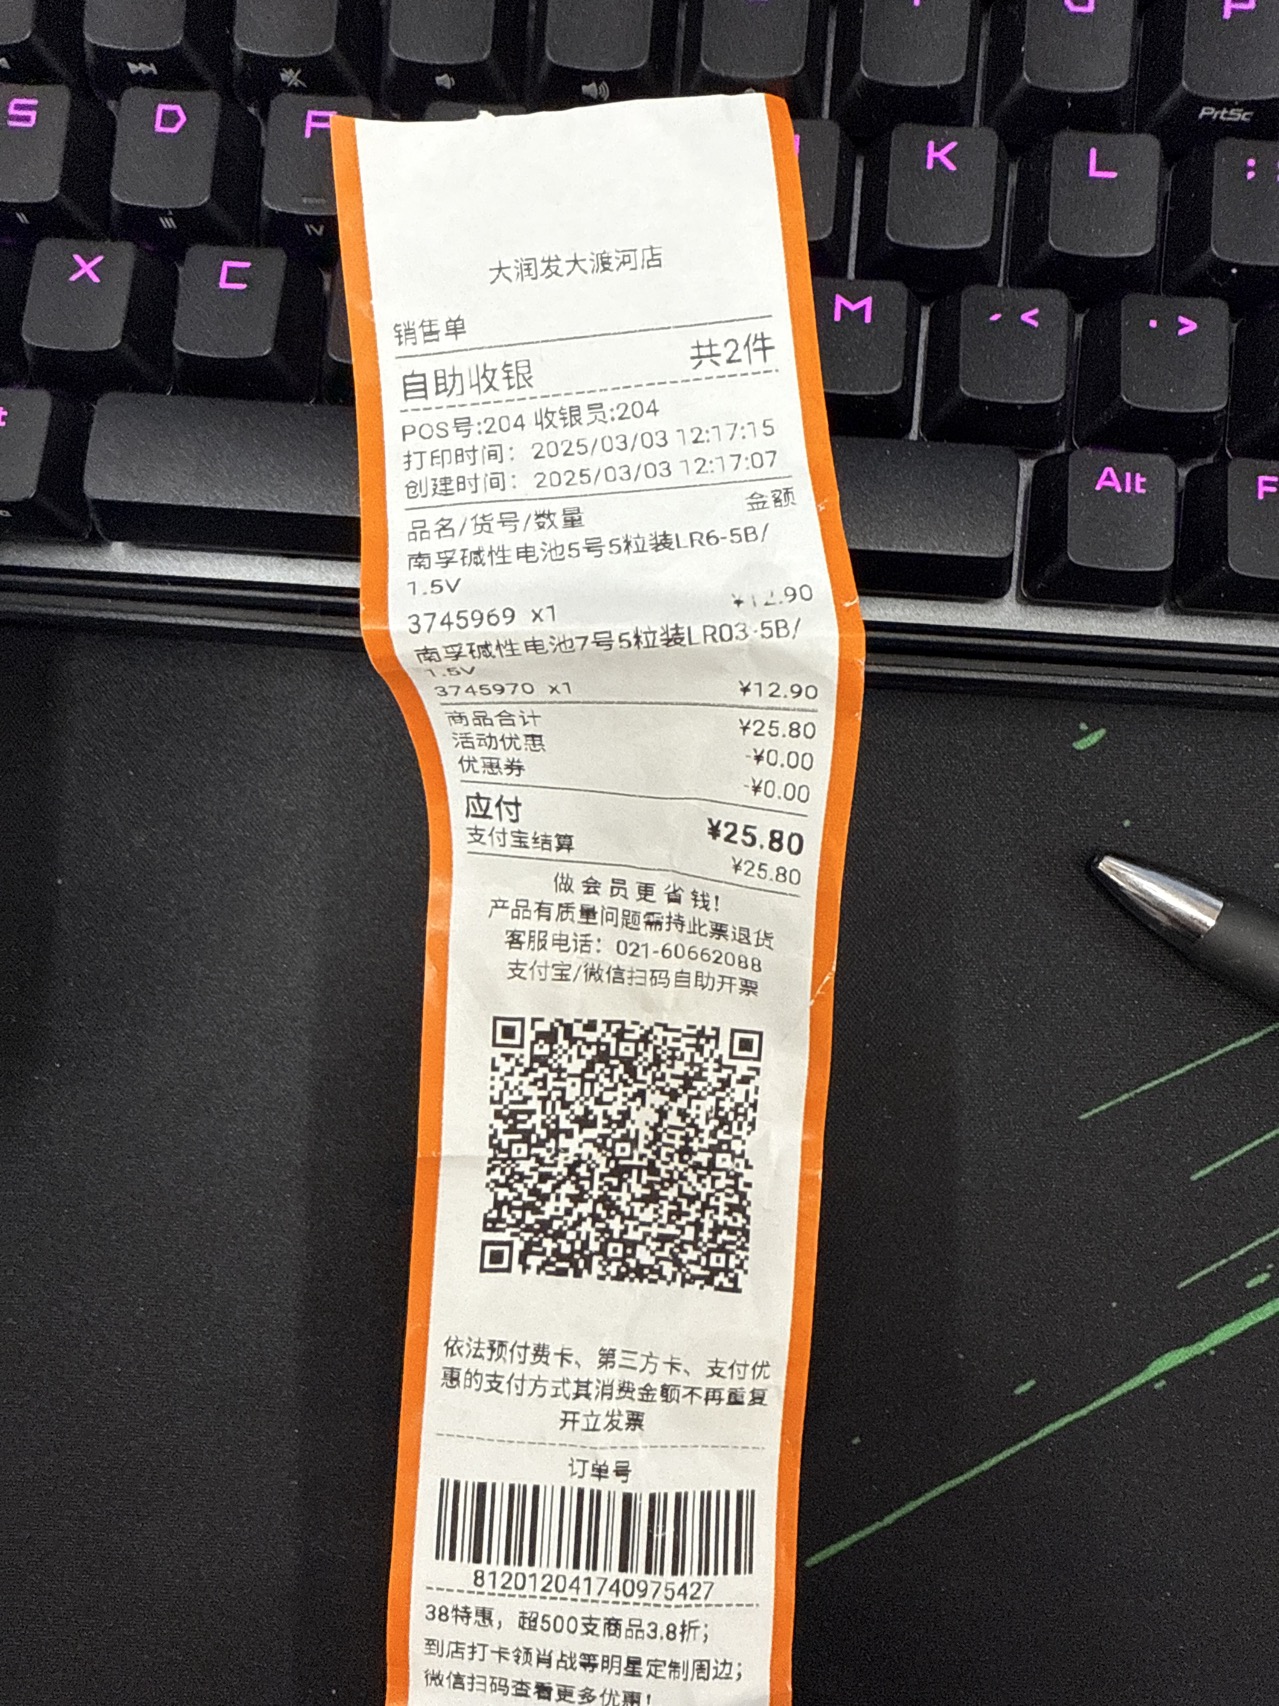 PrtSc
S D F K L ; :
II III IV
X C M , < . >
Alt F
大润发大渡河店
销售单
自助收银 共2件
POS号:204 收银员:204
打印时间: 2025/03/03 12:17:15
创建时间: 2025/03/03 12:17:07
品名/货号/数量 金额
南孚碱性电池5号5粒装LR6-5B/
1.5V
3745969 x1 ¥12.90
南孚碱性电池7号5粒装LR03-5B/
1.5V
3745970 x1 ¥12.90
商品合计 ¥25.80
活动优惠 -¥0.00
优惠券 -¥0.00
应付 ¥25.80
支付宝结算 ¥25.80
做会员更省钱!
产品有质量问题需持此票退货
客服电话: 021-60662088
支付宝/微信扫码自助开票
依法预付费卡、第三方卡、支付优
惠的支付方式其消费金额不再重复
开立发票
订单号
812012041740975427
38特惠, 超500支商品3.8折;
到店打卡领肖战等明星定制周边;
微信扫码查看更多优惠!